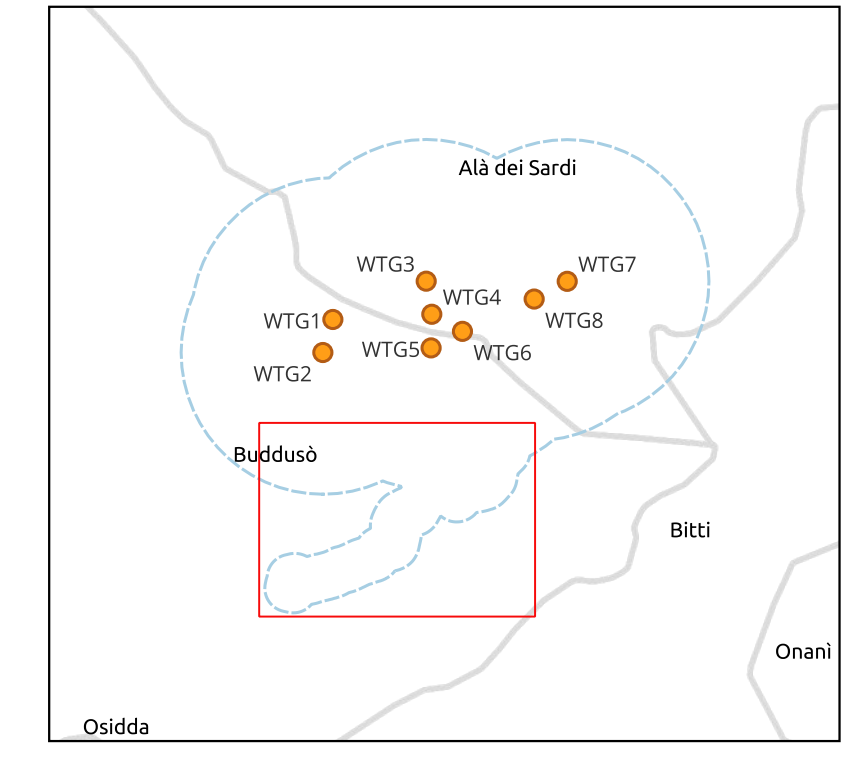 Alà dei Sardi
WTG3
WTG7
WTG4
WTG1
WTG8
WTG5
WTG6
WTG2
Buddusò
Bitti
Onanì
Osidda